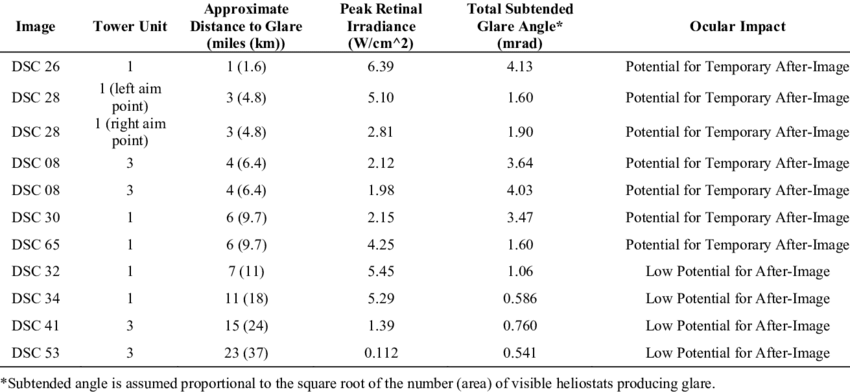 Image Tower Unit Approximate Distance to Glare (miles (km)) Peak Retinal Irradiance (W/cm^2) Total Subtended Glare Angle* (mrad) Ocular Impact
DSC 26 1 1 (1.6) 6.39 4.13 Potential for Temporary After-Image
DSC 28 1 (left aim point) 3 (4.8) 5.10 1.60 Potential for Temporary After-Image
DSC 28 1 (right aim point) 3 (4.8) 2.81 1.90 Potential for Temporary After-Image
DSC 08 3 4 (6.4) 2.12 3.64 Potential for Temporary After-Image
DSC 08 3 4 (6.4) 1.98 4.03 Potential for Temporary After-Image
DSC 30 1 6 (9.7) 2.15 3.47 Potential for Temporary After-Image
DSC 65 1 6 (9.7) 4.25 1.60 Potential for Temporary After-Image
DSC 32 1 7 (11) 5.45 1.06 Low Potential for After-Image
DSC 34 1 11 (18) 5.29 0.586 Low Potential for After-Image
DSC 41 3 15 (24) 1.39 0.760 Low Potential for After-Image
DSC 53 3 23 (37) 0.112 0.541 Low Potential for After-Image
*Subtended angle is assumed proportional to the square root of the number (area) of visible heliostats producing glare.